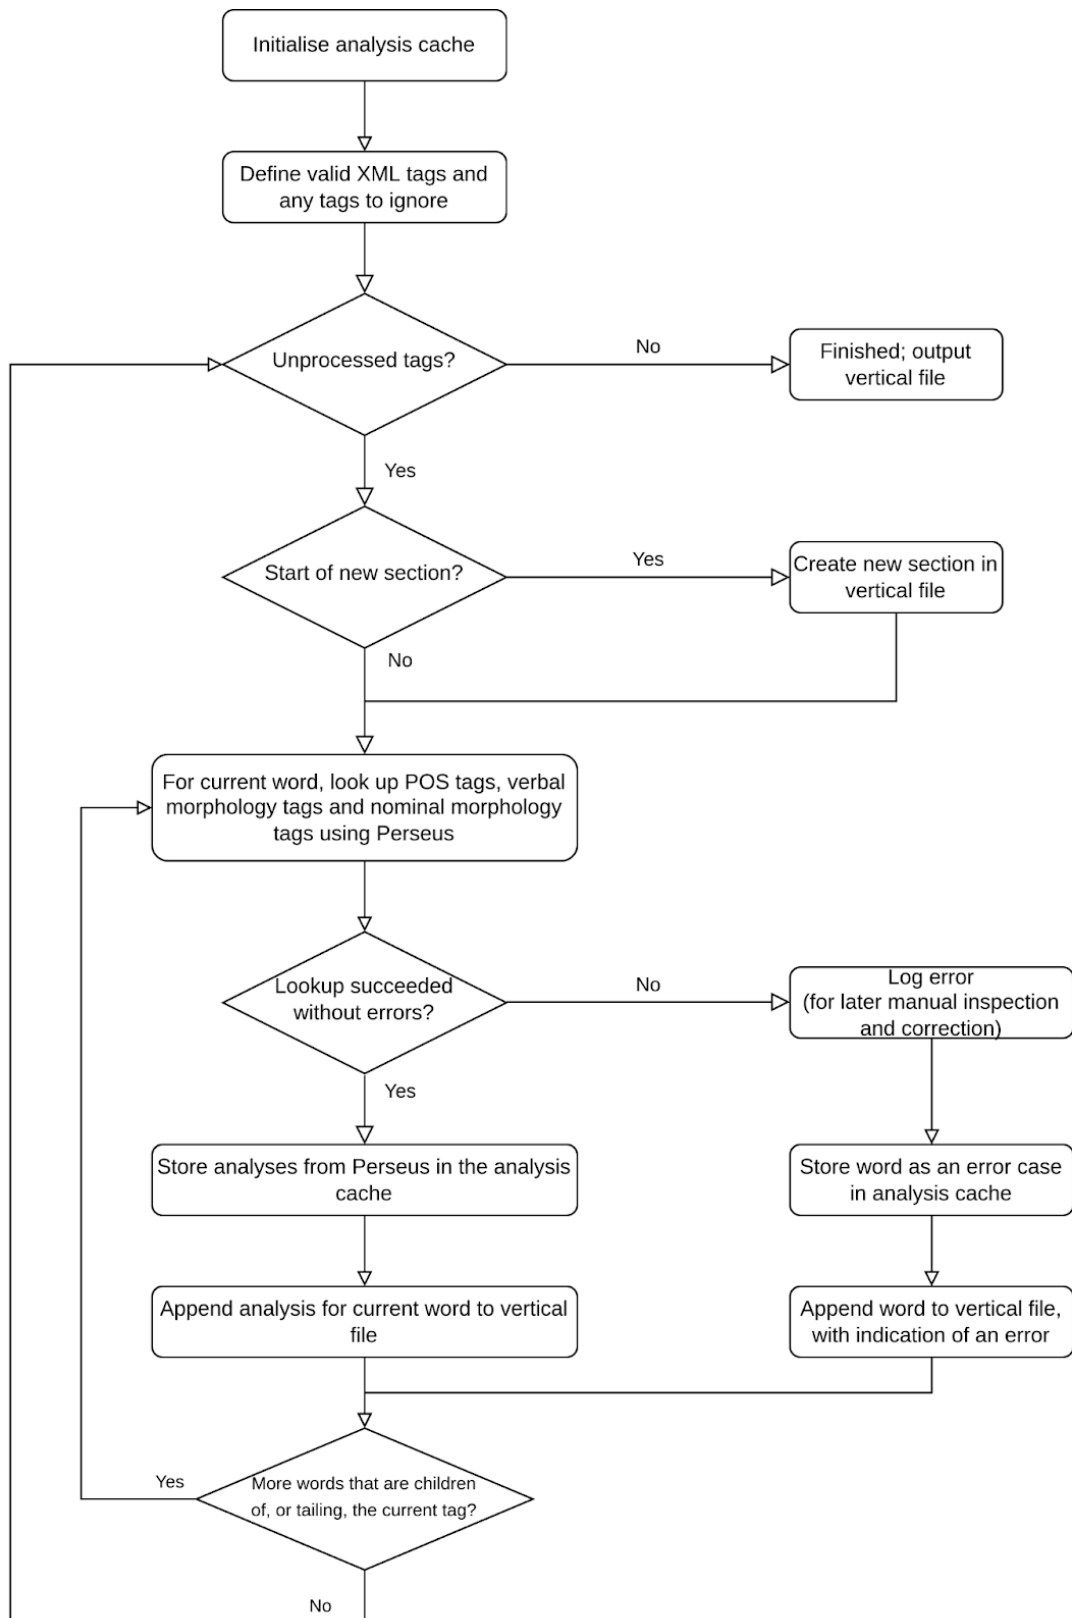 Initialise analysis cache
Define valid XML tags and
any tags to ignore
Unprocessed tags?
No
Finished; output
vertical file
Yes
Start of new section?
Yes
Create new section in
vertical file
No
For current word, look up POS tags, verbal
morphology tags and nominal morphology
tags using Perseus
Lookup succeeded
without errors?
No
Log error
(for later manual inspection
and correction)
Yes
Store analyses from Perseus in the analysis
cache
Store word as an error case
in analysis cache
Append analysis for current word to vertical
file
Append word to vertical file,
with indication of an error
More words that are children
of, or tailing, the current tag?
Yes
No